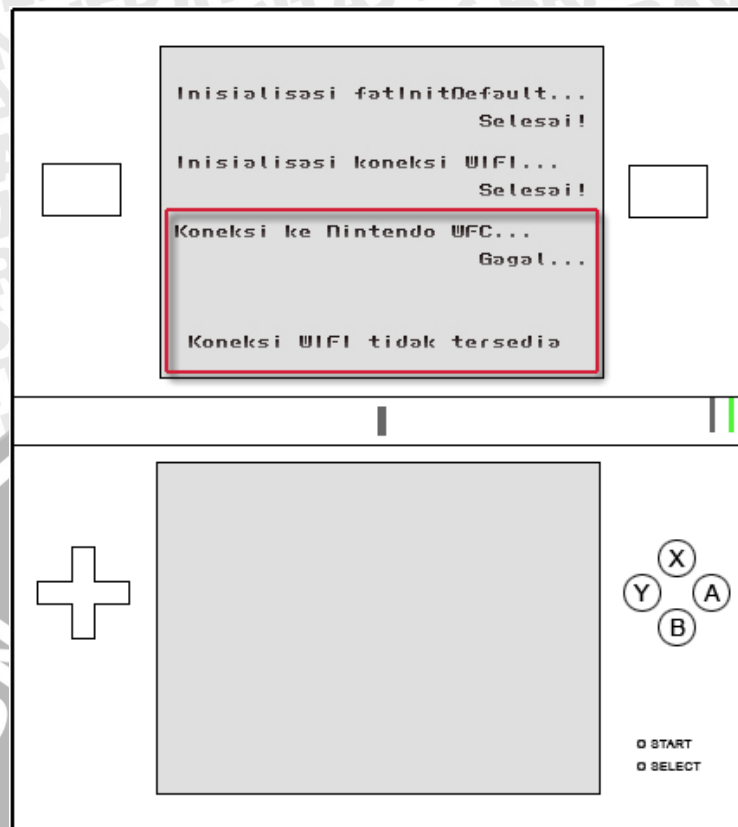 Inisialisasi fatInitDefault...
Selesai!
Inisialisasi koneksi WIFI...
Selesai!
Koneksi ke Nintendo WFC...
Gagal...
Koneksi WIFI tidak tersedia
X
Y A
B
START
SELECT